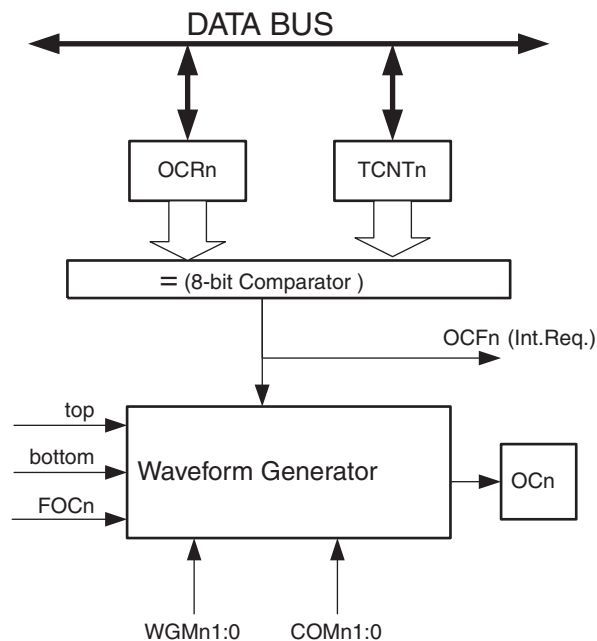 DATA BUS
OCRn
TCNTn
= (8-bit Comparator )
OCFn (Int.Req.)
top
bottom
FOCn
Waveform Generator
OCn
WGMn1:0
COMn1:0